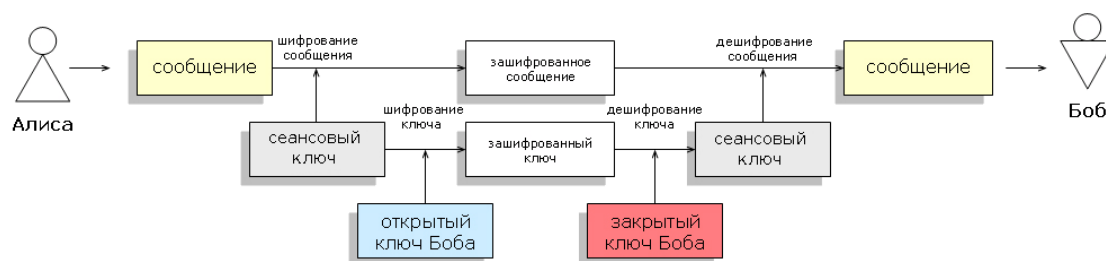 шифрование
сообщения
дешифрование
сообщения
сообщение
зашифрованное
сообщение
сообщение
Алиса
Боб
шифрование
ключа
дешифрование
ключа
сеансовый
ключ
зашифрованный
ключ
сеансовый
ключ
открытый
ключ Боба
закрытый
ключ Боба